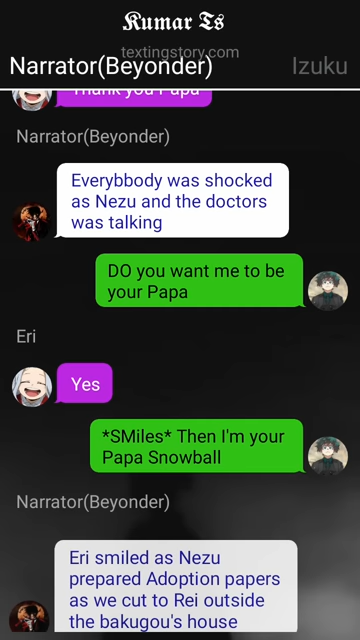 Kumar Ts
textingstory.com
Narrator(Beyonder) Izuku
Thank you Papa
Narrator(Beyonder)
Everybbody was shocked
as Nezu and the doctors
was talking
DO you want me to be
your Papa
Eri
Yes
*SMiles* Then I'm your
Papa Snowball
Narrator(Beyonder)
Eri smiled as Nezu
prepared Adoption papers
as we cut to Rei outside
the bakugou's house